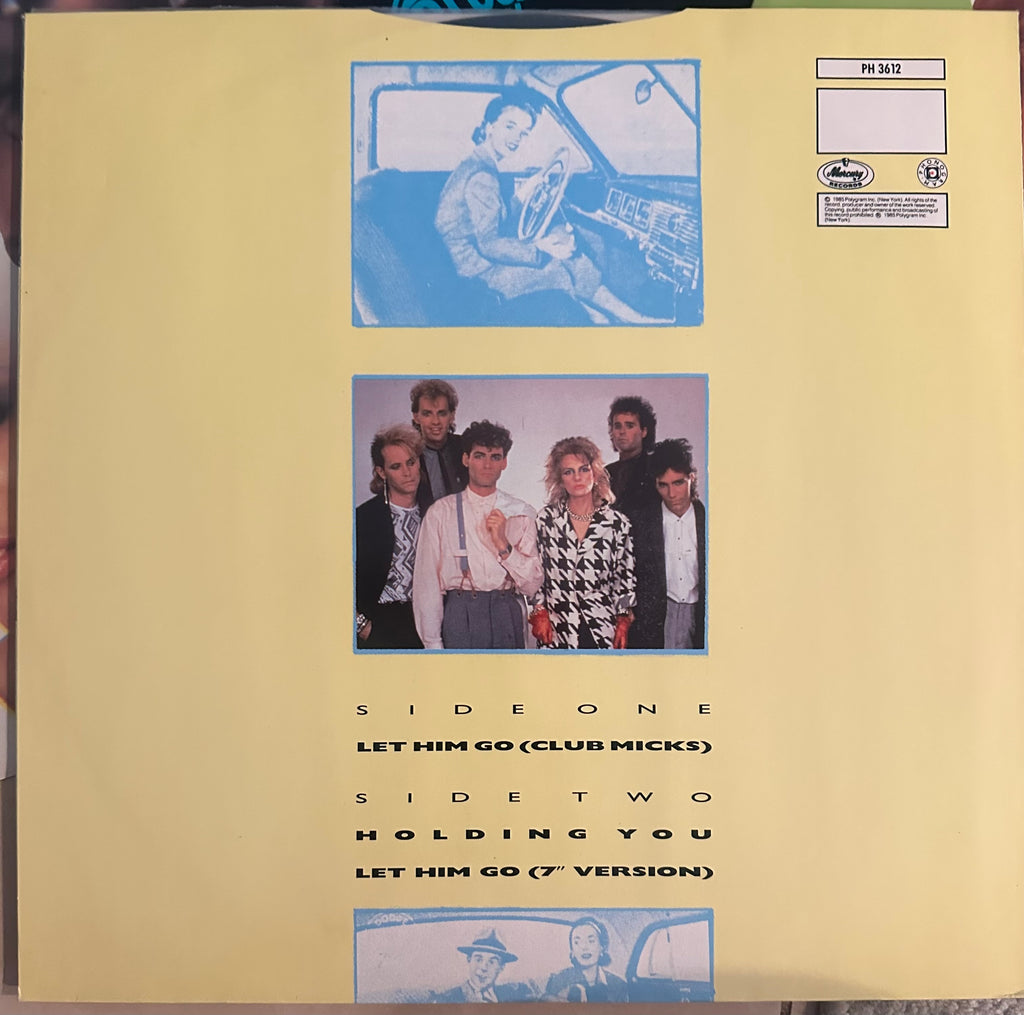 PH 3612
Mercury
RECORDS
PHONOGRAM
℗ 1985 Polygram Inc. (New York). All rights of the
record, producer and owner of the work reserved.
Copying, public performance and broadcasting of
this record prohibited. ℗ 1985 Polygram Inc
(New York).
SIDE ONE
LET HIM GO (CLUB MICKS)
SIDE TWO
HOLDING YOU
LET HIM GO (7" VERSION)